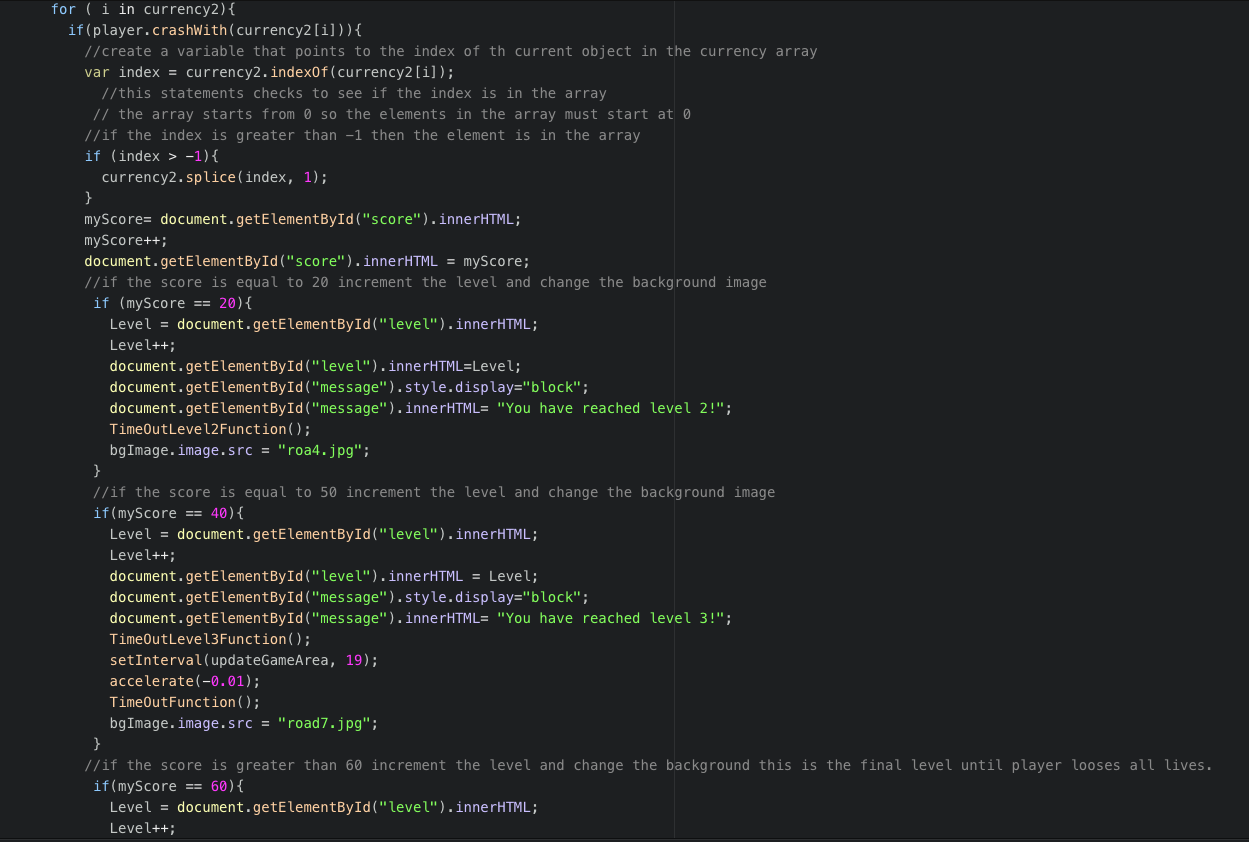 for ( i in currency2){
if(player.crashWith(currency2[i])){
//create a variable that points to the index of th current object in the currency array
var index = currency2.indexOf(currency2[i]);
//this statements checks to see if the index is in the array
// the array starts from 0 so the elements in the array must start at 0
//if the index is greater than -1 then the element is in the array
if (index > -1){
currency2.splice(index, 1);
}
myScore= document.getElementById("score").innerHTML;
myScore++;
document.getElementById("score").innerHTML = myScore;
//if the score is equal to 20 increment the level and change the background image
if (myScore == 20){
Level = document.getElementById("level").innerHTML;
Level++;
document.getElementById("level").innerHTML=Level;
document.getElementById("message").style.display="block";
document.getElementById("message").innerHTML= "You have reached level 2!";
TimeOutLevel2Function();
bgImage.image.src = "roa4.jpg";
}
//if the score is equal to 50 increment the level and change the background image
if(myScore == 40){
Level = document.getElementById("level").innerHTML;
Level++;
document.getElementById("level").innerHTML = Level;
document.getElementById("message").style.display="block";
document.getElementById("message").innerHTML= "You have reached level 3!";
TimeOutLevel3Function();
setInterval(updateGameArea, 19);
accelerate(-0.01);
TimeOutFunction();
bgImage.image.src = "road7.jpg";
}
//if the score is greater than 60 increment the level and change the background this is the final level until player looses all lives.
if(myScore == 60){
Level = document.getElementById("level").innerHTML;
Level++;